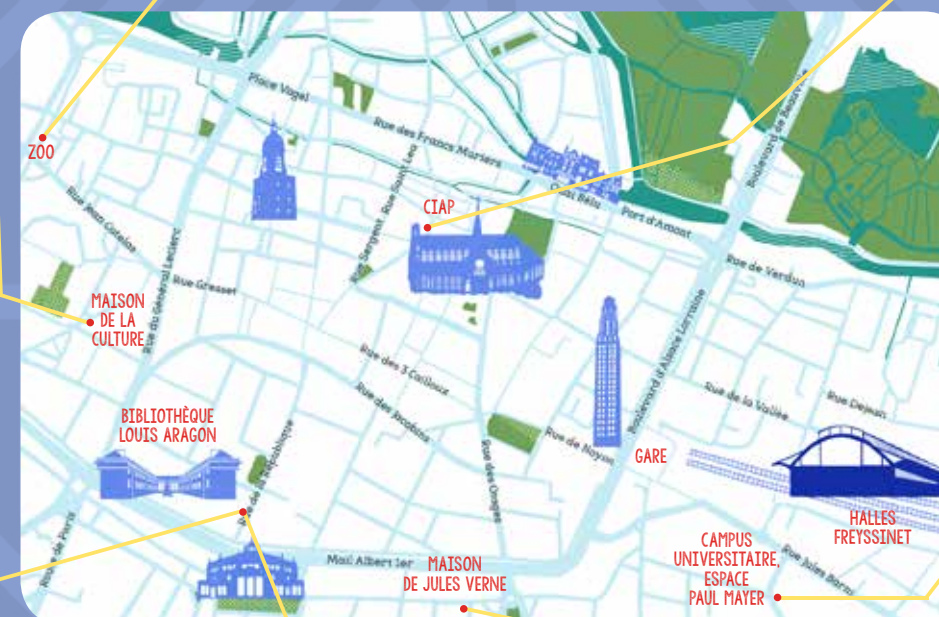 Place Vogel
Boulevard de Beauvillé
ZOO
Rue des Francs Mûriers
Rue Saint Leu
CIAP
Quai Bélu
Port d'Amont
Rue Sergent
Rue de Verdun
Rue Gresset
Rue du Général Leclerc
MAISON
DE LA
CULTURE
Boulevard d'Alsace Lorraine
Rue des 3 Cailloux
Rue des Jacobins
Rue de la Vallée
Rue Dejean
BIBLIOTHÈQUE
LOUIS ARAGON
Rue de la République
Rue des Otages
Rue de Noyon
GARE
HALLES
FREYSSINET
Rue de Paris
Mail Albert 1er
MAISON
DE JULES VERNE
CAMPUS
UNIVERSITAIRE,
ESPACE
PAUL MAYER
Rue Jules Barni